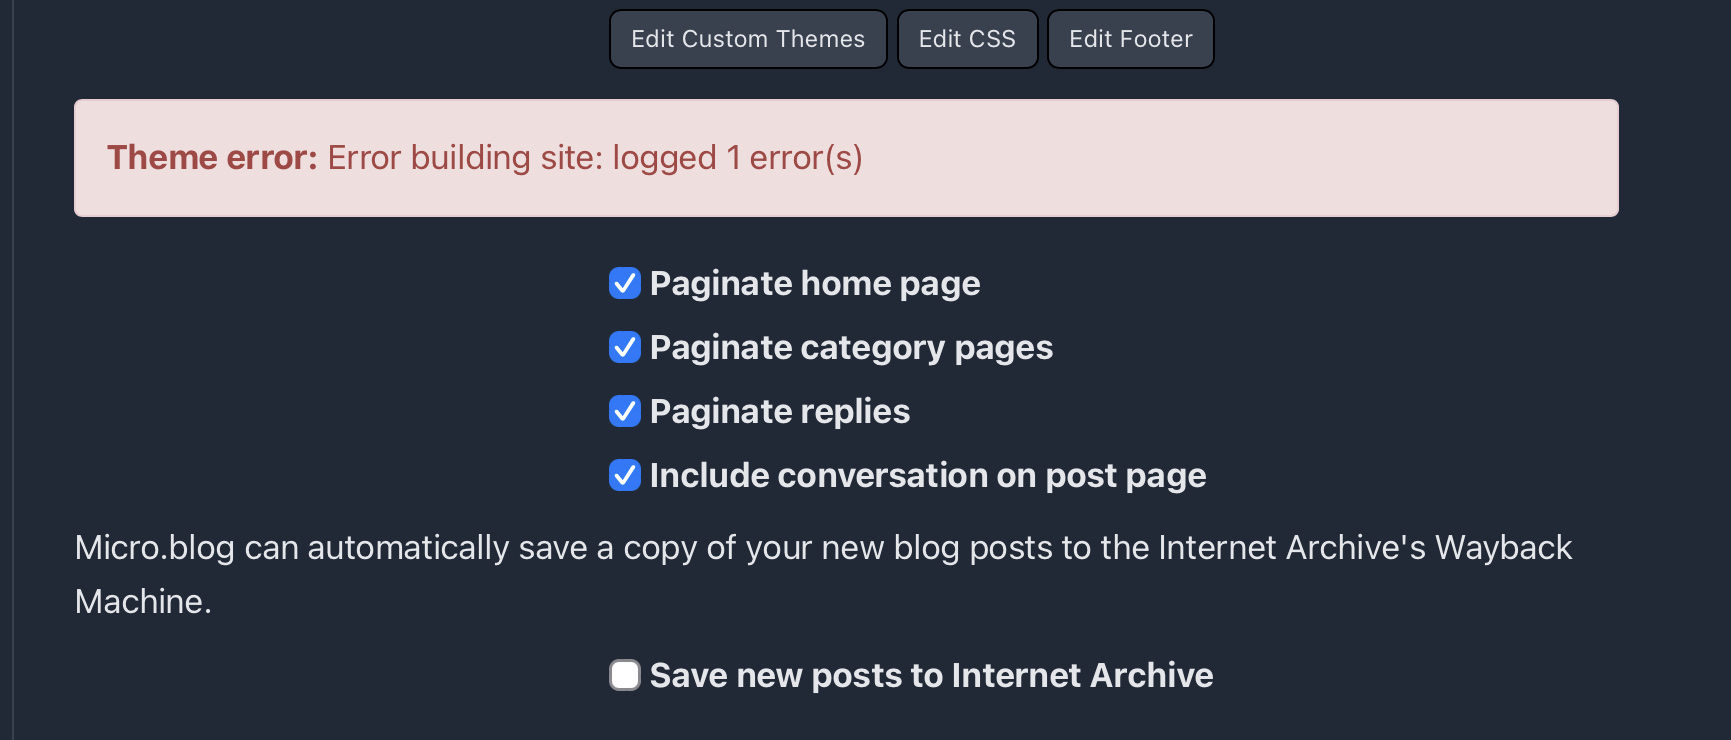 Edit Custom Themes Edit CSS Edit Footer
Theme error: Error building site: logged 1 error(s)
Paginate home page
Paginate category pages
Paginate replies
Include conversation on post page
Micro.blog can automatically save a copy of your new blog posts to the Internet Archive's Wayback
Machine.
Save new posts to Internet Archive